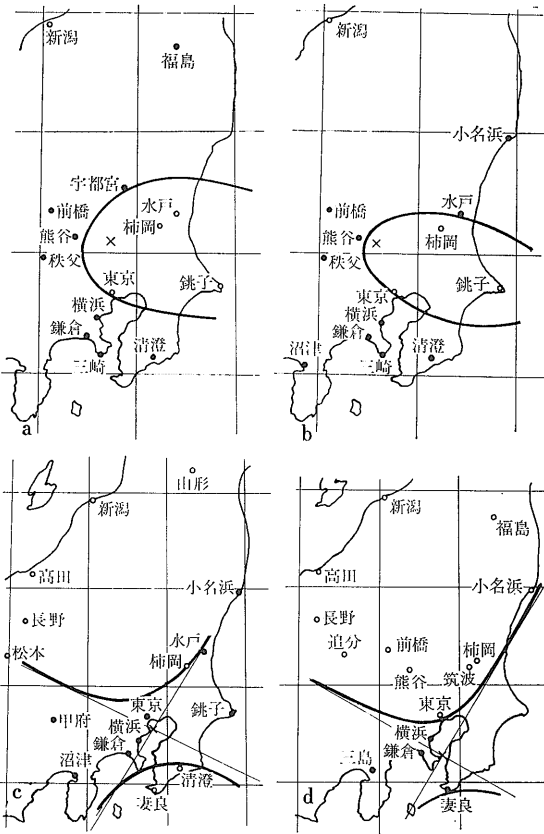 新潟
福島
宇都宮
前橋
水戸
柿岡
熊谷
秩父
東京
銚子
横浜
鎌倉
清澄
三崎
a
新潟
小名浜
前橋
水戸
熊谷
柿岡
秩父
東京
銚子
横浜
鎌倉
沼津
清澄
三崎
b
山形
新潟
高田
小名浜
長野
水戸
松本
柿岡
東京
甲府
銚子
横浜
鎌倉
沼津
清澄
c
妻良
新潟
福島
高田
小名浜
長野
追分
前橋
柿岡
熊谷
筑波
東京
横浜
三島
鎌倉
d
妻良